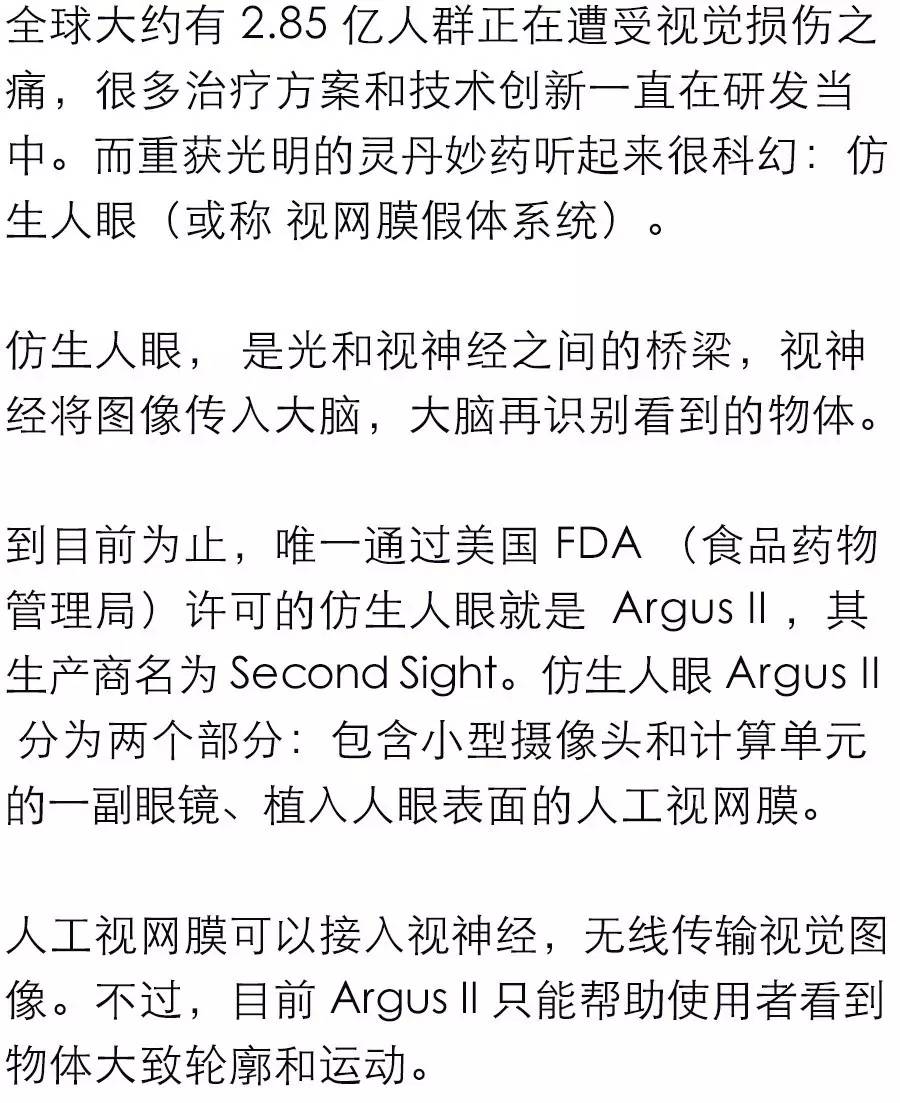 全球大约有 2.85 亿人群正在遭受视觉损伤之
痛，很多治疗方案和技术创新一直在研发当
中。而重获光明的灵丹妙药听起来很科幻：仿
生人眼（或称 视网膜假体系统）。
仿生人眼， 是光和视神经之间的桥梁，视神
经将图像传入大脑，大脑再识别看到的物体。
到目前为止，唯一通过美国 FDA （食品药物
管理局）许可的仿生人眼就是 Argus II ，其
生产商名为 Second Sight。仿生人眼 Argus II
分为两个部分：包含小型摄像头和计算单元
的一副眼镜、植入人眼表面的人工视网膜。
人工视网膜可以接入视神经，无线传输视觉图
像。不过，目前 Argus II 只能帮助使用者看到
物体大致轮廓和运动。